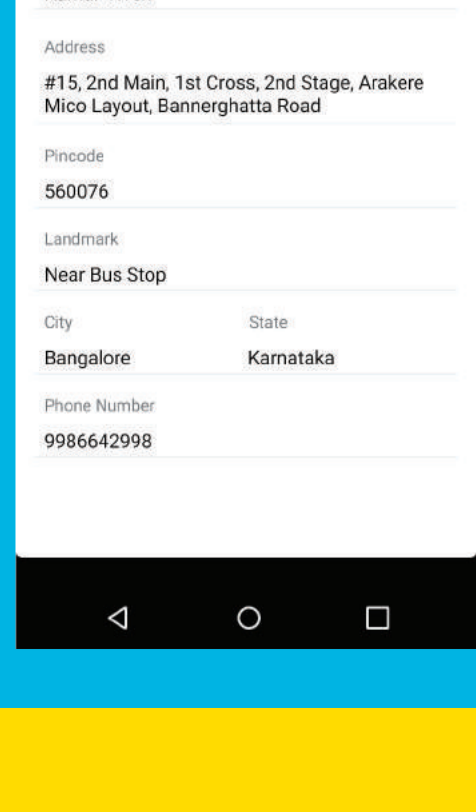 Address
#15, 2nd Main, 1st Cross, 2nd Stage, Arakere
Mico Layout, Bannerghatta Road
Pincode
560076
Landmark
Near Bus Stop
City State
Bangalore Karnataka
Phone Number
9986642998